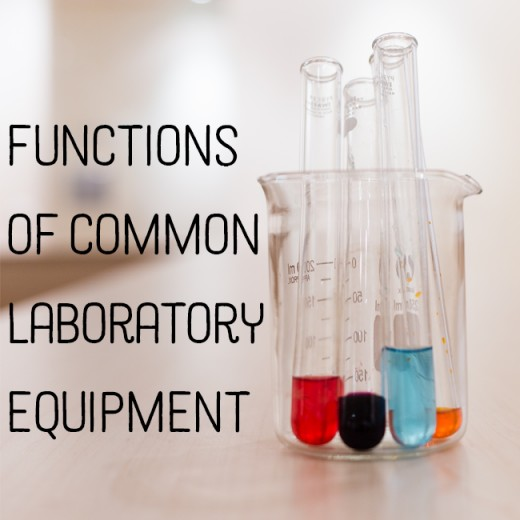 FUNCTIONS
OF COMMON
LABORATORY
EQUIPMENT